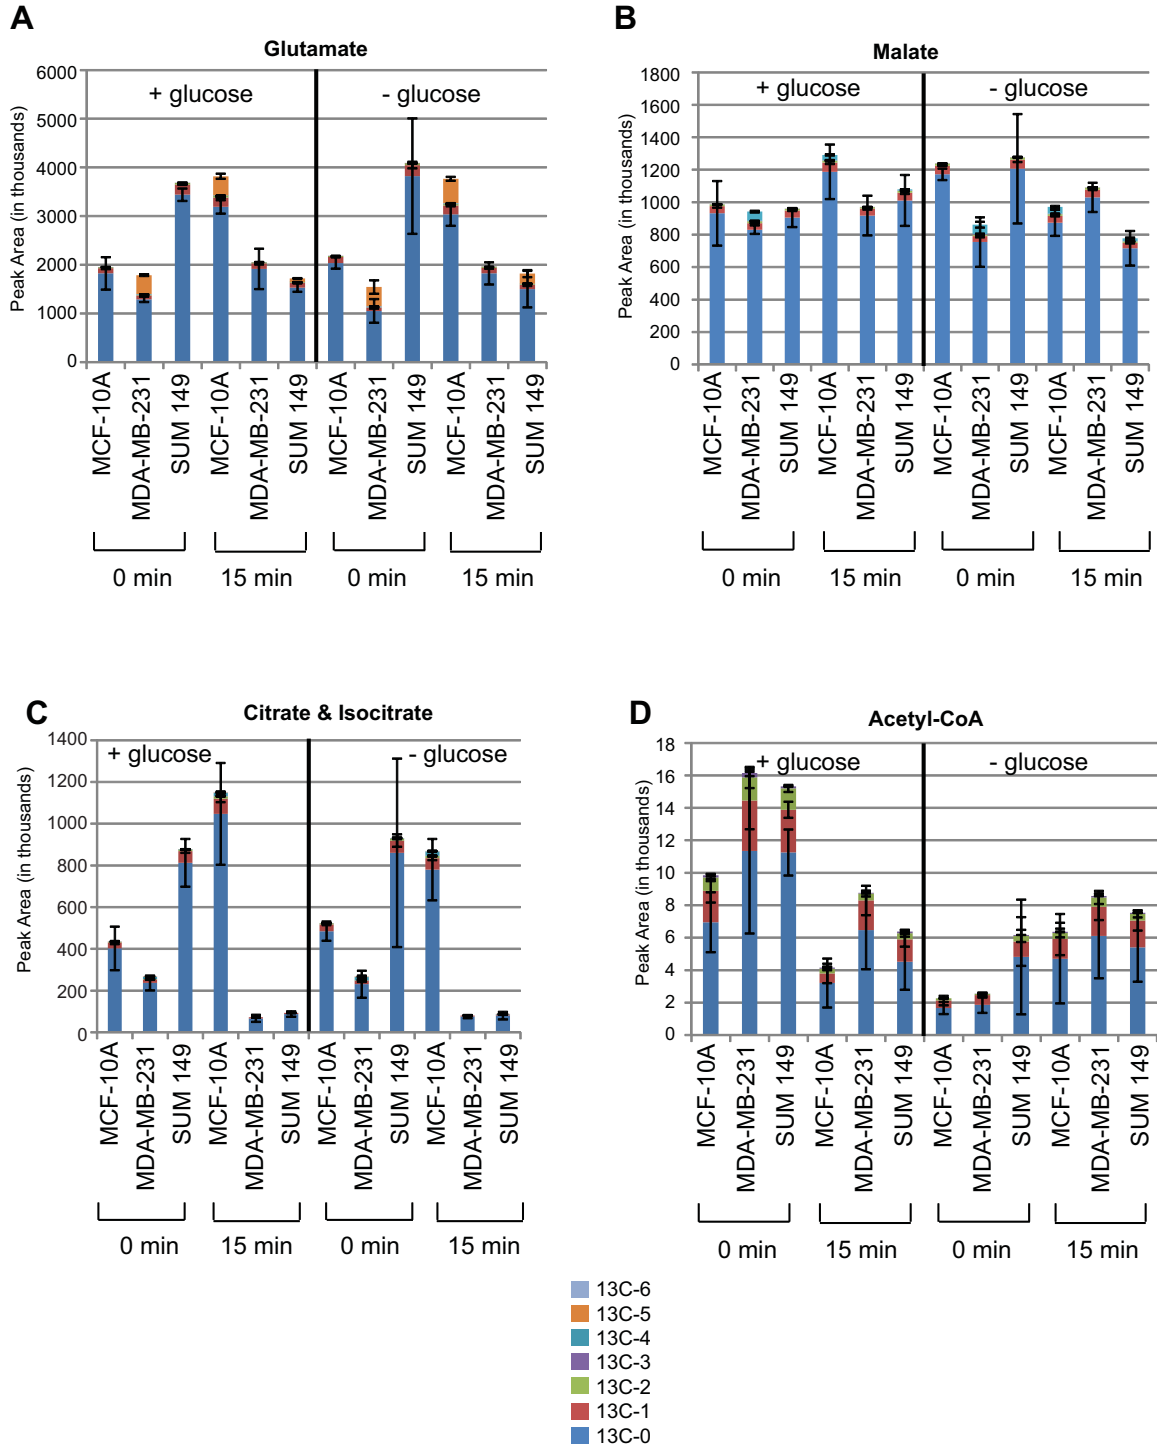 A
Glutamate
Peak Area (in thousands)
6000
5000
4000
3000
2000
1000
0
+ glucose
- glucose
MCF-10A
MDA-MB-231
SUM 149
MCF-10A
MDA-MB-231
SUM 149
MCF-10A
MDA-MB-231
SUM 149
MCF-10A
MDA-MB-231
SUM 149
0 min
15 min
0 min
15 min
B
Malate
Peak Area (in thousands)
1800
1600
1400
1200
1000
800
600
400
200
0
+ glucose
- glucose
MCF-10A
MDA-MB-231
SUM 149
MCF-10A
MDA-MB-231
SUM 149
MCF-10A
MDA-MB-231
SUM 149
MCF-10A
MDA-MB-231
SUM 149
0 min
15 min
0 min
15 min
C
Citrate & Isocitrate
Peak Area (in thousands)
1400
1200
1000
800
600
400
200
0
+ glucose
- glucose
MCF-10A
MDA-MB-231
SUM 149
MCF-10A
MDA-MB-231
SUM 149
MCF-10A
MDA-MB-231
SUM 149
MCF-10A
MDA-MB-231
SUM 149
0 min
15 min
0 min
15 min
D
Acetyl-CoA
Peak Area (in thousands)
18
16
14
12
10
8
6
4
2
0
+ glucose
- glucose
MCF-10A
MDA-MB-231
SUM 149
MCF-10A
MDA-MB-231
SUM 149
MCF-10A
MDA-MB-231
SUM 149
MCF-10A
MDA-MB-231
SUM 149
0 min
15 min
0 min
15 min
13C-6
13C-5
13C-4
13C-3
13C-2
13C-1
13C-0